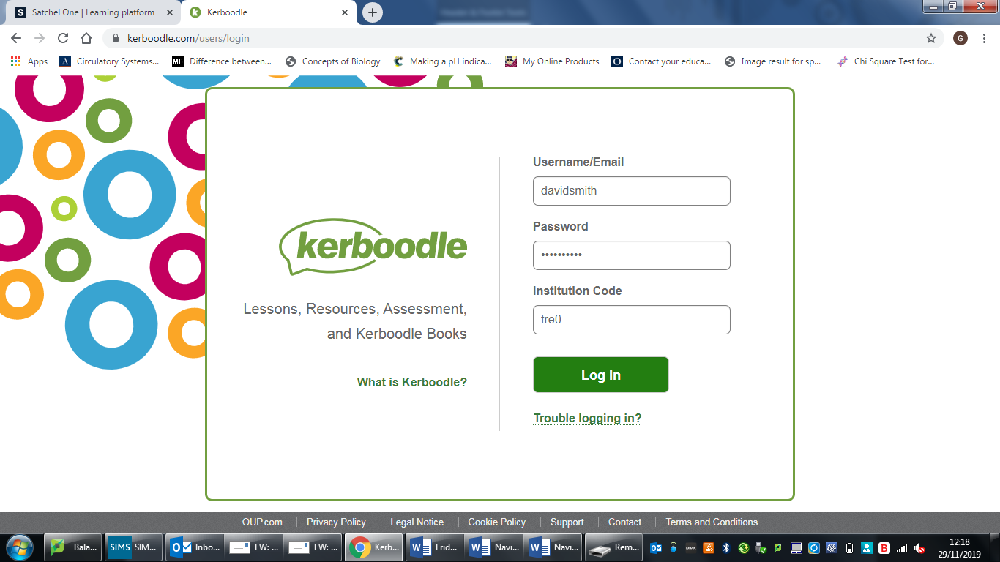 Satchel One | Learning platform
Kerboodle
kerboodle.com/users/login
G
Apps
Circulatory Systems...
MD
Difference between...
Concepts of Biology
Making a pH indica...
My Online Products
Contact your educa...
Image result for sp...
Chi Square Test for...
Username/Email
davidsmith
Password
••••••••••
Institution Code
tre0
Log in
Trouble logging in?
kerboodle
Lessons, Resources, Assessment,
and Kerboodle Books
What is Kerboodle?
OUP.com
Privacy Policy
Legal Notice
Cookie Policy
Support
Contact
Terms and Conditions
Bala...
SIMS SIM...
Inbo...
FW: ...
FW: ...
Kerb...
Frid...
Navi...
Navi...
Rem...
12:18
29/11/2019